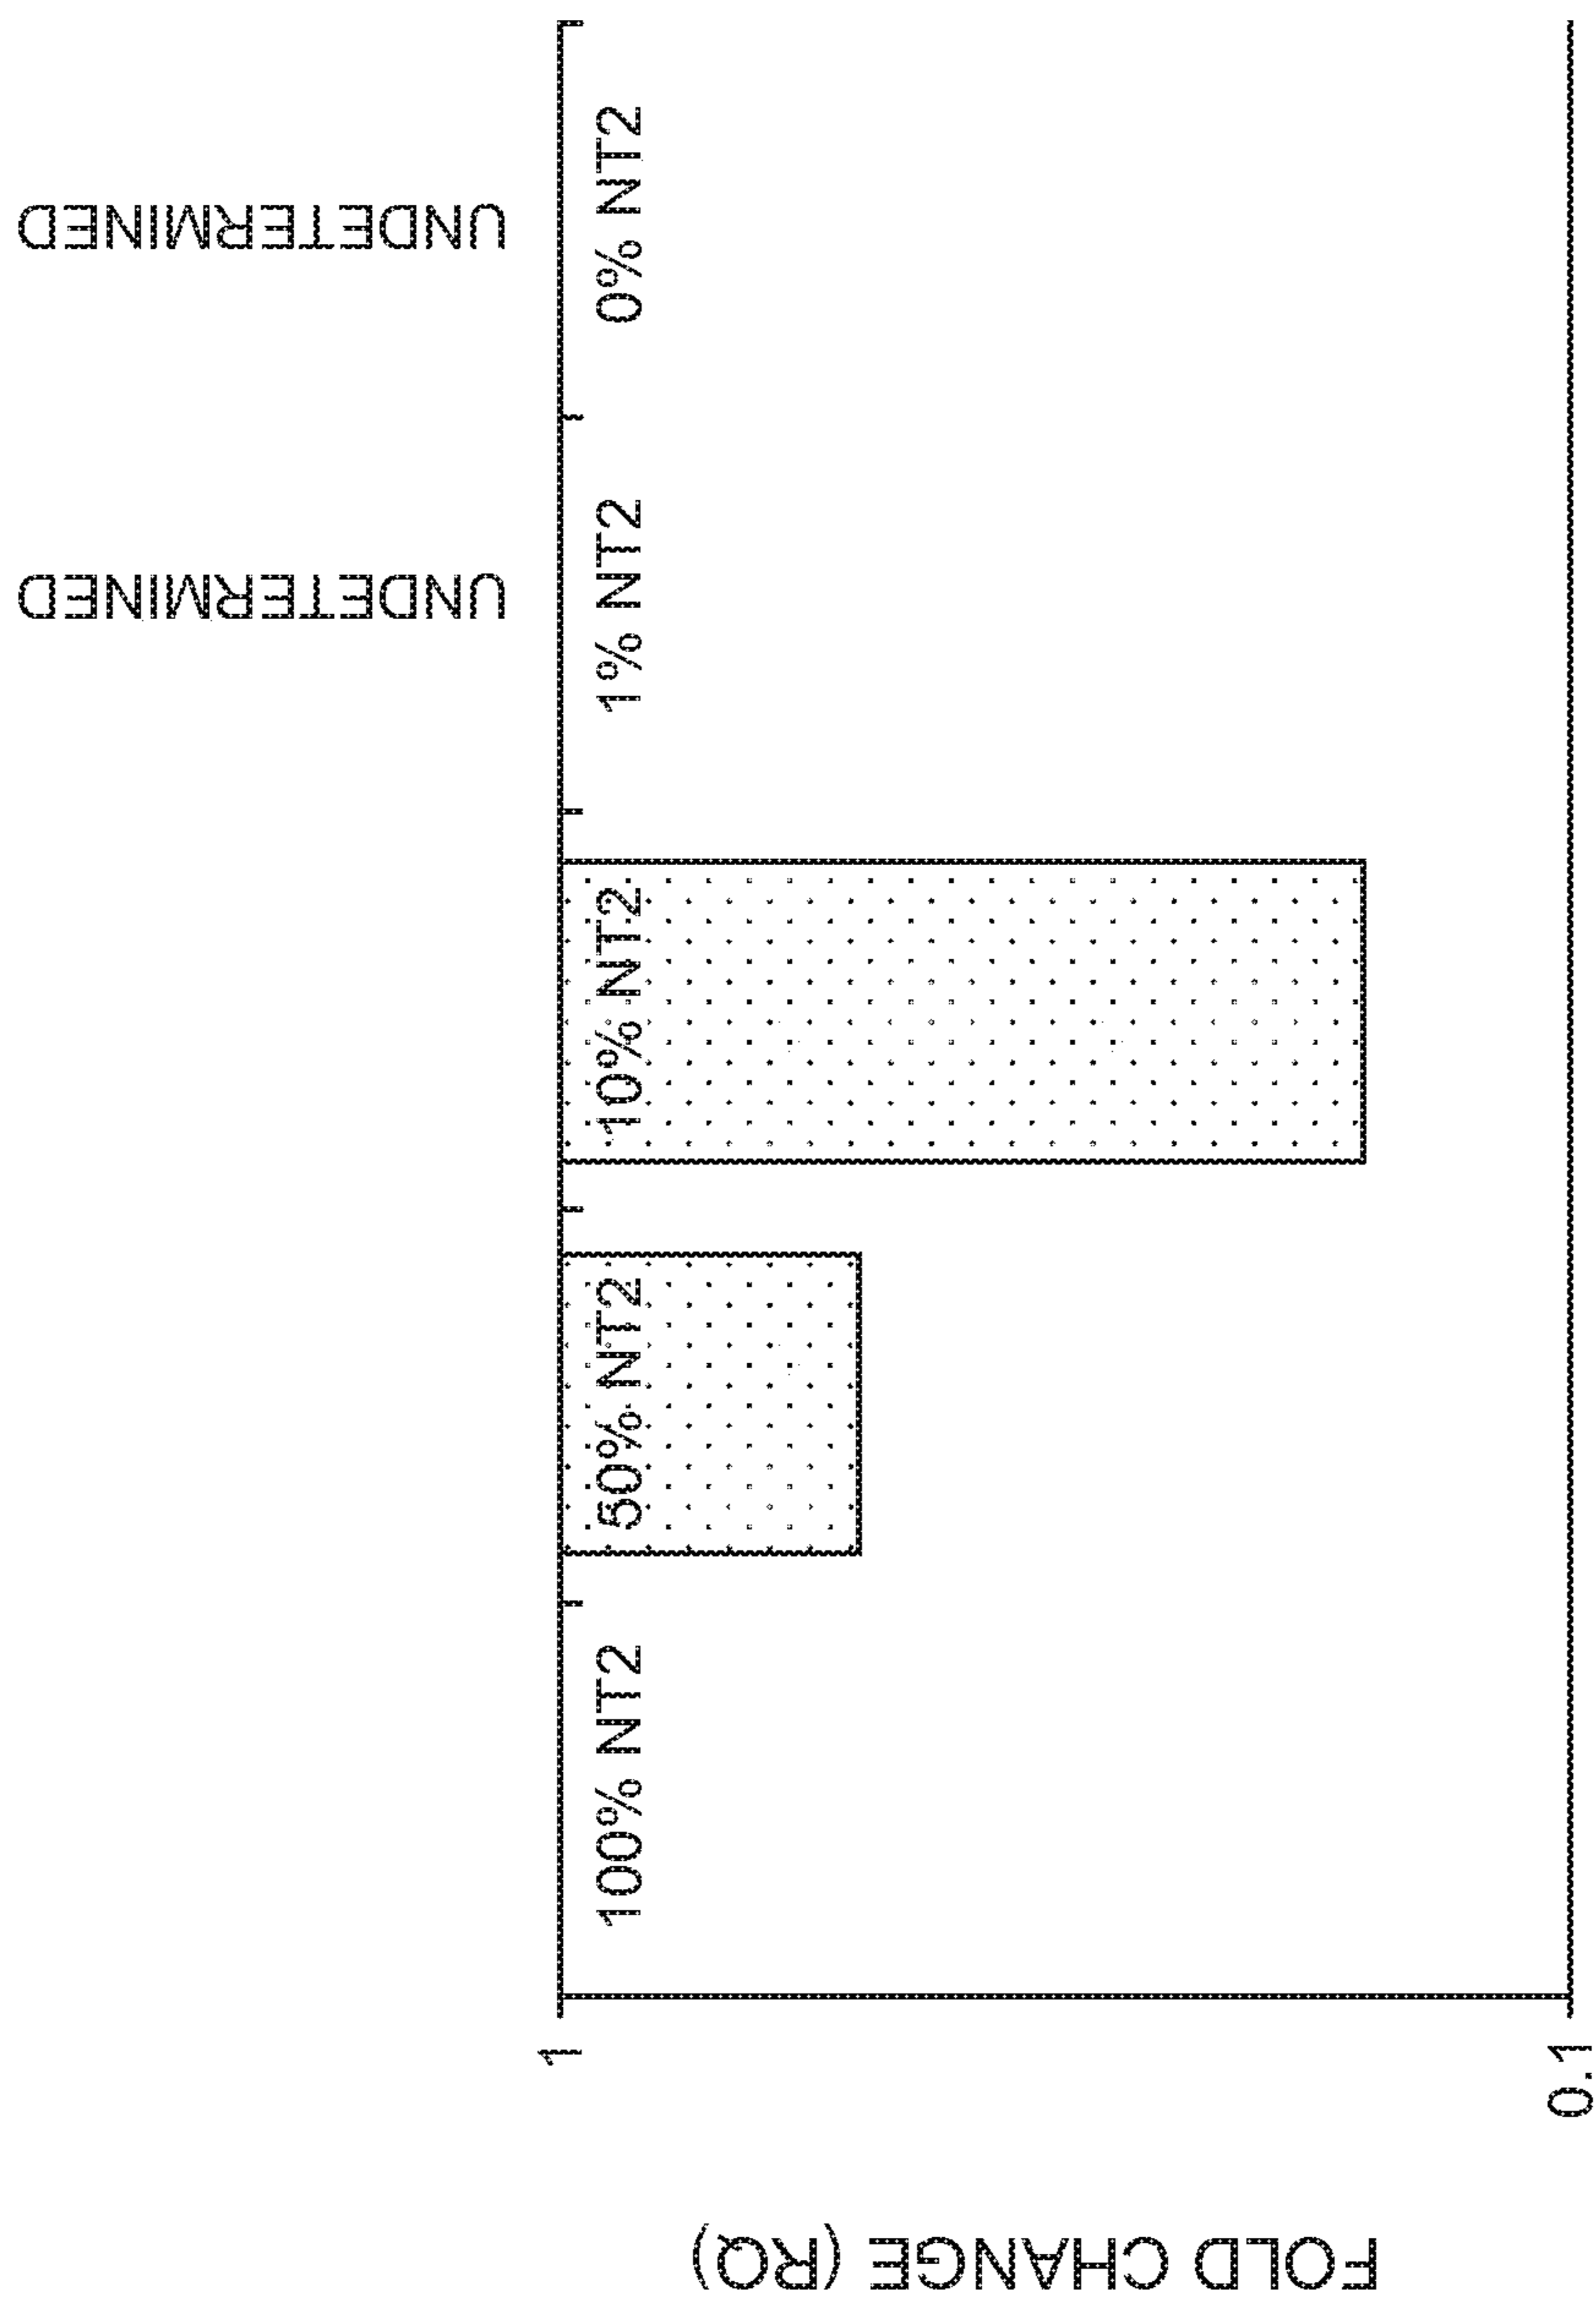 UNDETERMINED
UNDETERMINED
1
100% NT2
50% NT2
10% NT2
1% NT2
0% NT2
0.1
FOLD CHANGE (RQ)